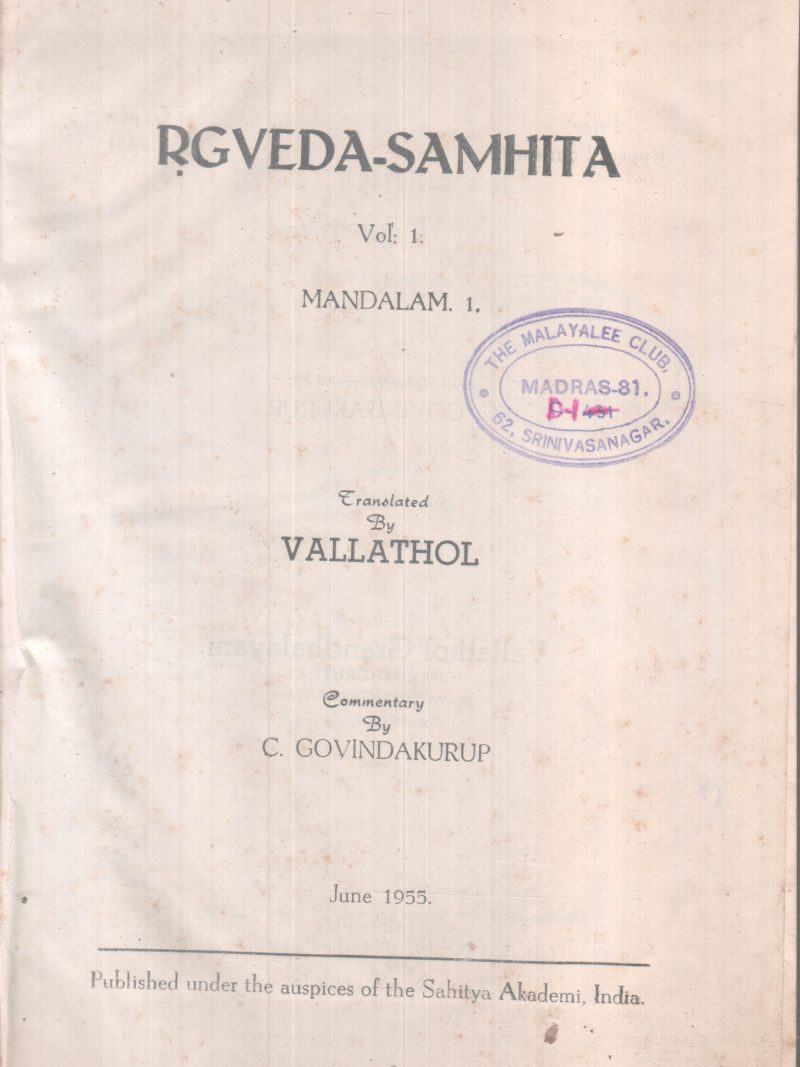 ṚGVEDA-SAMHITA
Vol: 1.
MANDALAM. 1.
THE MALAYALEE CLUB,
MADRAS-81.
62, SRINIVASANAGAR.
Translated
By
VALLATHOL
Commentary
By
C. GOVINDAKURUP
June 1955.
Published under the auspices of the Sahitya Akademi, India.